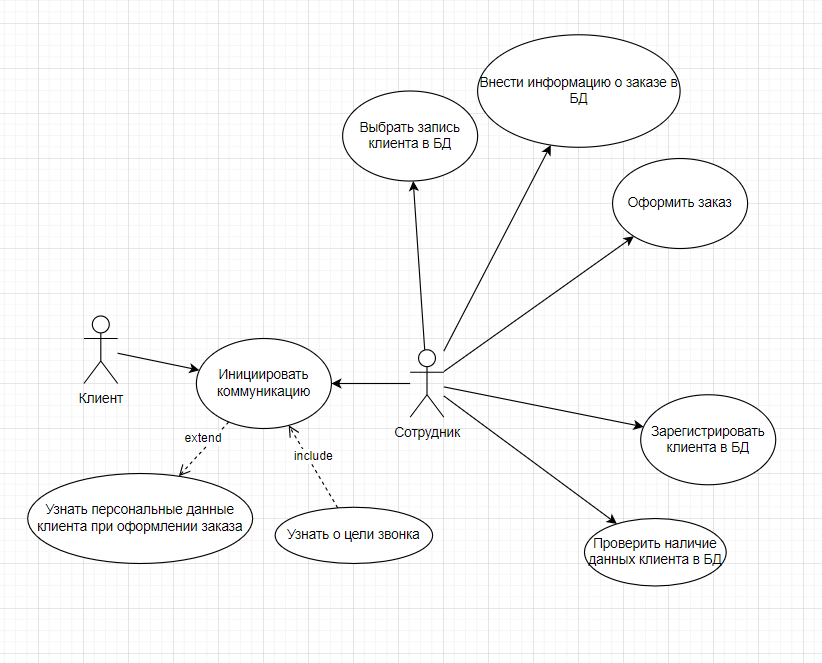 Внести информацию о заказе в
БД
Выбрать запись
клиента в БД
Оформить заказ
Инициировать
коммуникацию
Клиент
Сотрудник
extend
include
Зарегистрировать
клиента в БД
Узнать персональные данные
клиента при оформлении заказа
Узнать о цели звонка
Проверить наличие
данных клиента в БД